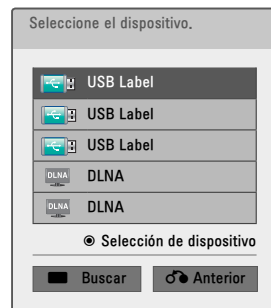 Seleccione el dispositivo.
USB Label
USB Label
USB Label
DLNA DLNA
DLNA DLNA
Selección de dispositivo
Buscar Anterior